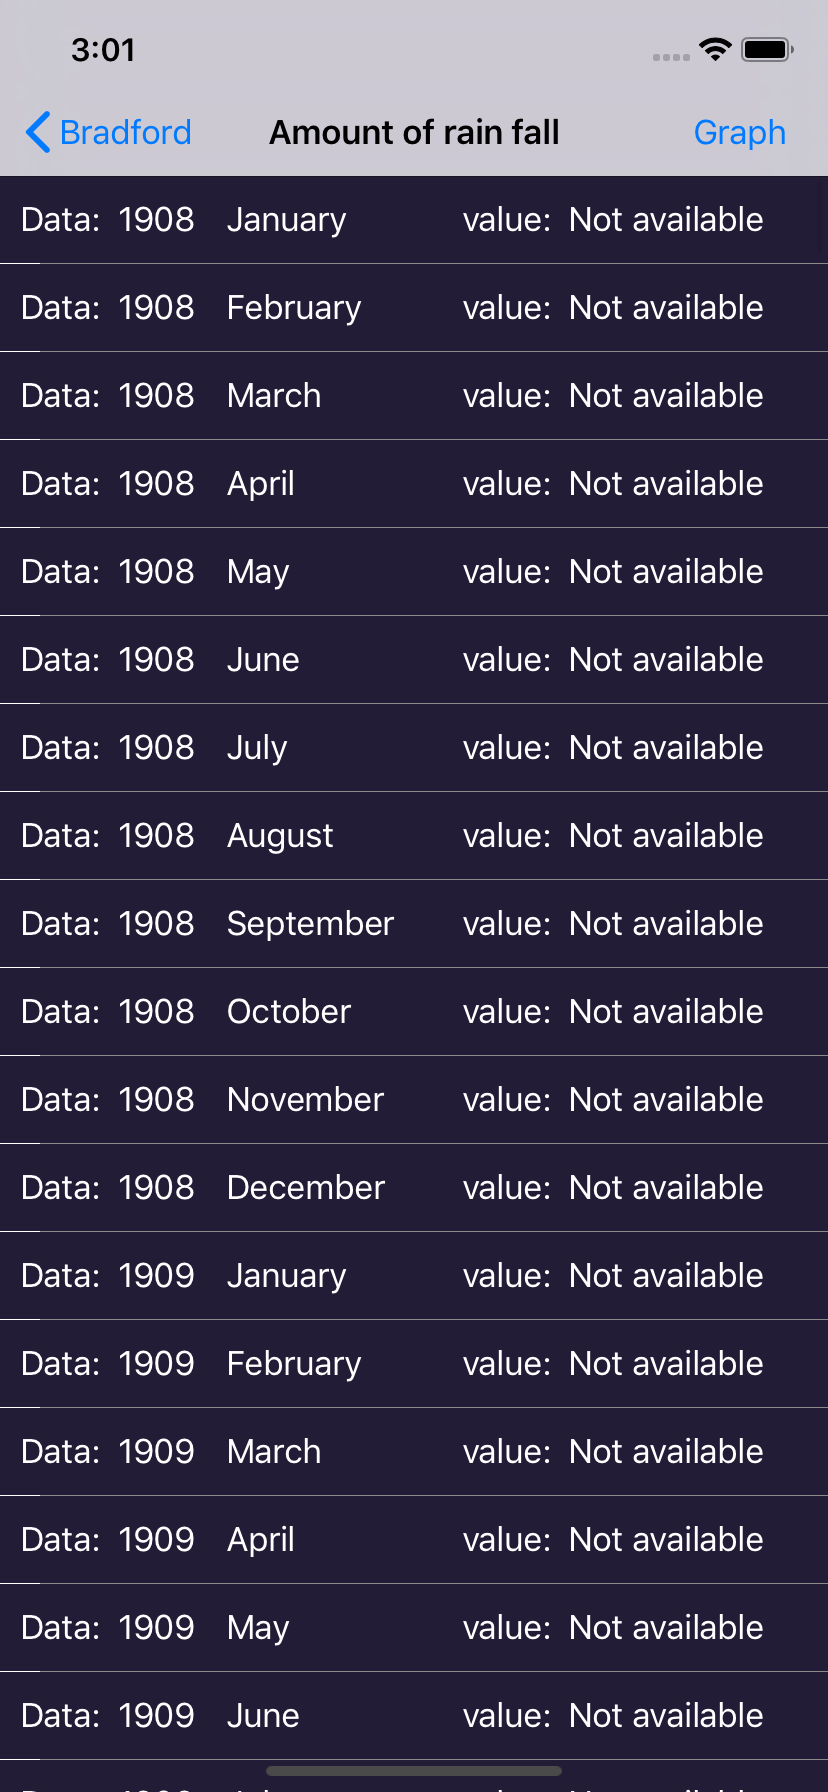 3:01
Bradford Amount of rain fall Graph
Data: 1908 January value: Not available
Data: 1908 February value: Not available
Data: 1908 March value: Not available
Data: 1908 April value: Not available
Data: 1908 May value: Not available
Data: 1908 June value: Not available
Data: 1908 July value: Not available
Data: 1908 August value: Not available
Data: 1908 September value: Not available
Data: 1908 October value: Not available
Data: 1908 November value: Not available
Data: 1908 December value: Not available
Data: 1909 January value: Not available
Data: 1909 February value: Not available
Data: 1909 March value: Not available
Data: 1909 April value: Not available
Data: 1909 May value: Not available
Data: 1909 June value: Not available